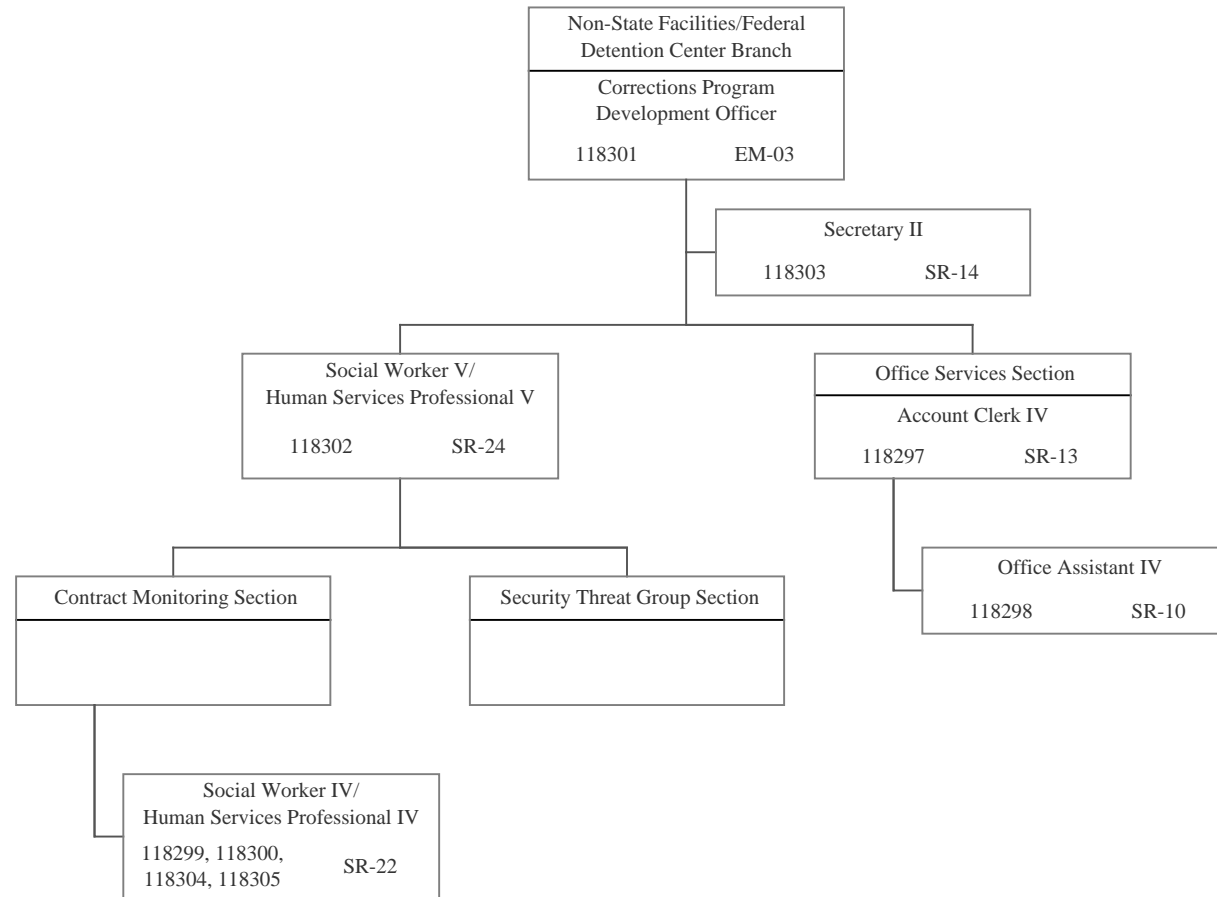 Non-State Facilities/Federal
Detention Center Branch
Corrections Program
Development Officer
118301 EM-03
Secretary II
118303 SR-14
Social Worker V/
Human Services Professional V
118302 SR-24
Office Services Section
Account Clerk IV
118297 SR-13
Office Assistant IV
118298 SR-10
Contract Monitoring Section
Security Threat Group Section
Social Worker IV/
Human Services Professional IV
118299, 118300,
118304, 118305
SR-22